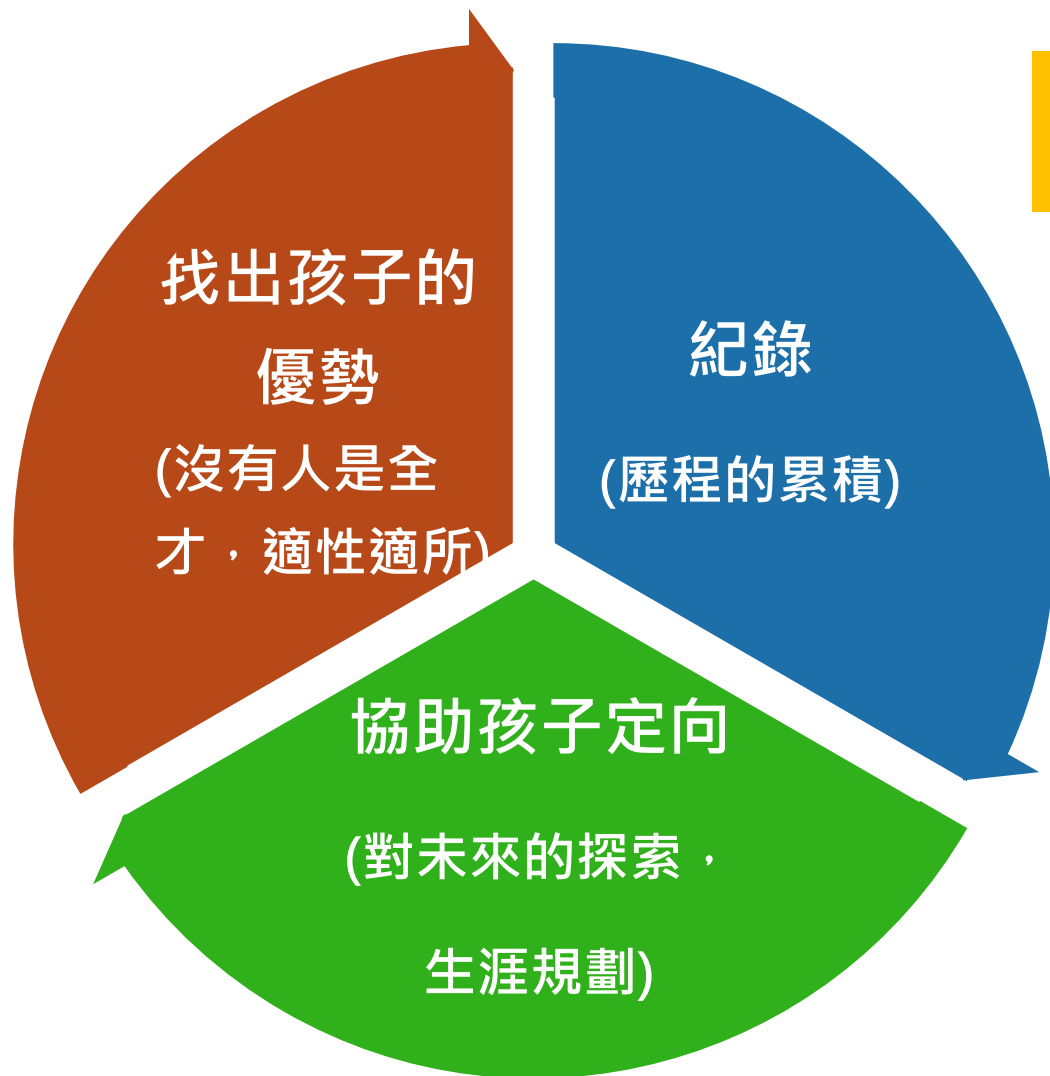 找出孩子的
優勢
(沒有人是全
才，適性適所)
紀錄
(歷程的累積)
協助孩子定向
(對未來的探索，
生涯規劃)